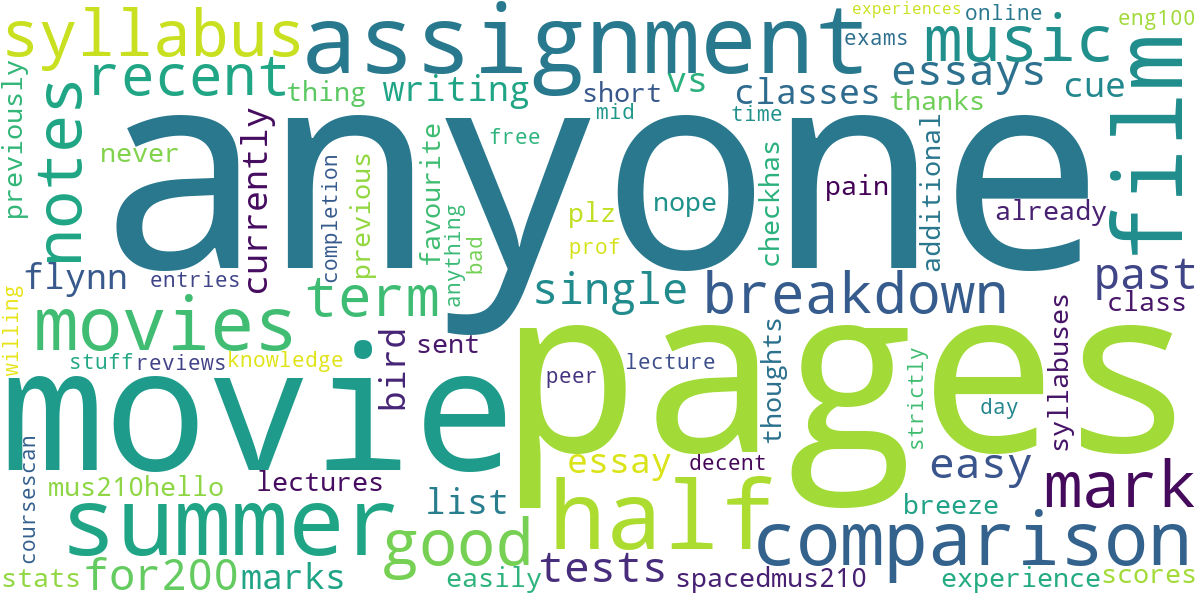 experiences
online
eng100
syllabus
assignment
exams
music
film
recent
notes
previously
thing
writing
short
vs
classes
essays
cue
thanks
mid
time
anyone
never
currently
free
completion
previous
favourite
anything
bad
plz
prof
nope
checkhas
pain
additional
already
flynn
entries
term
single
breakdown
past
class
willing
movies
stuff
reviews
knowledge
bird
sent
pages
peer
lecture
thoughts
strictly
day
syllabuses
movie
essay
decent
easy
mark
coursescan
mus210hello
lectures
list
half
breeze
summer
good
comparison
stats
for200
marks
easily
tests
spacedmus210
experience
scores